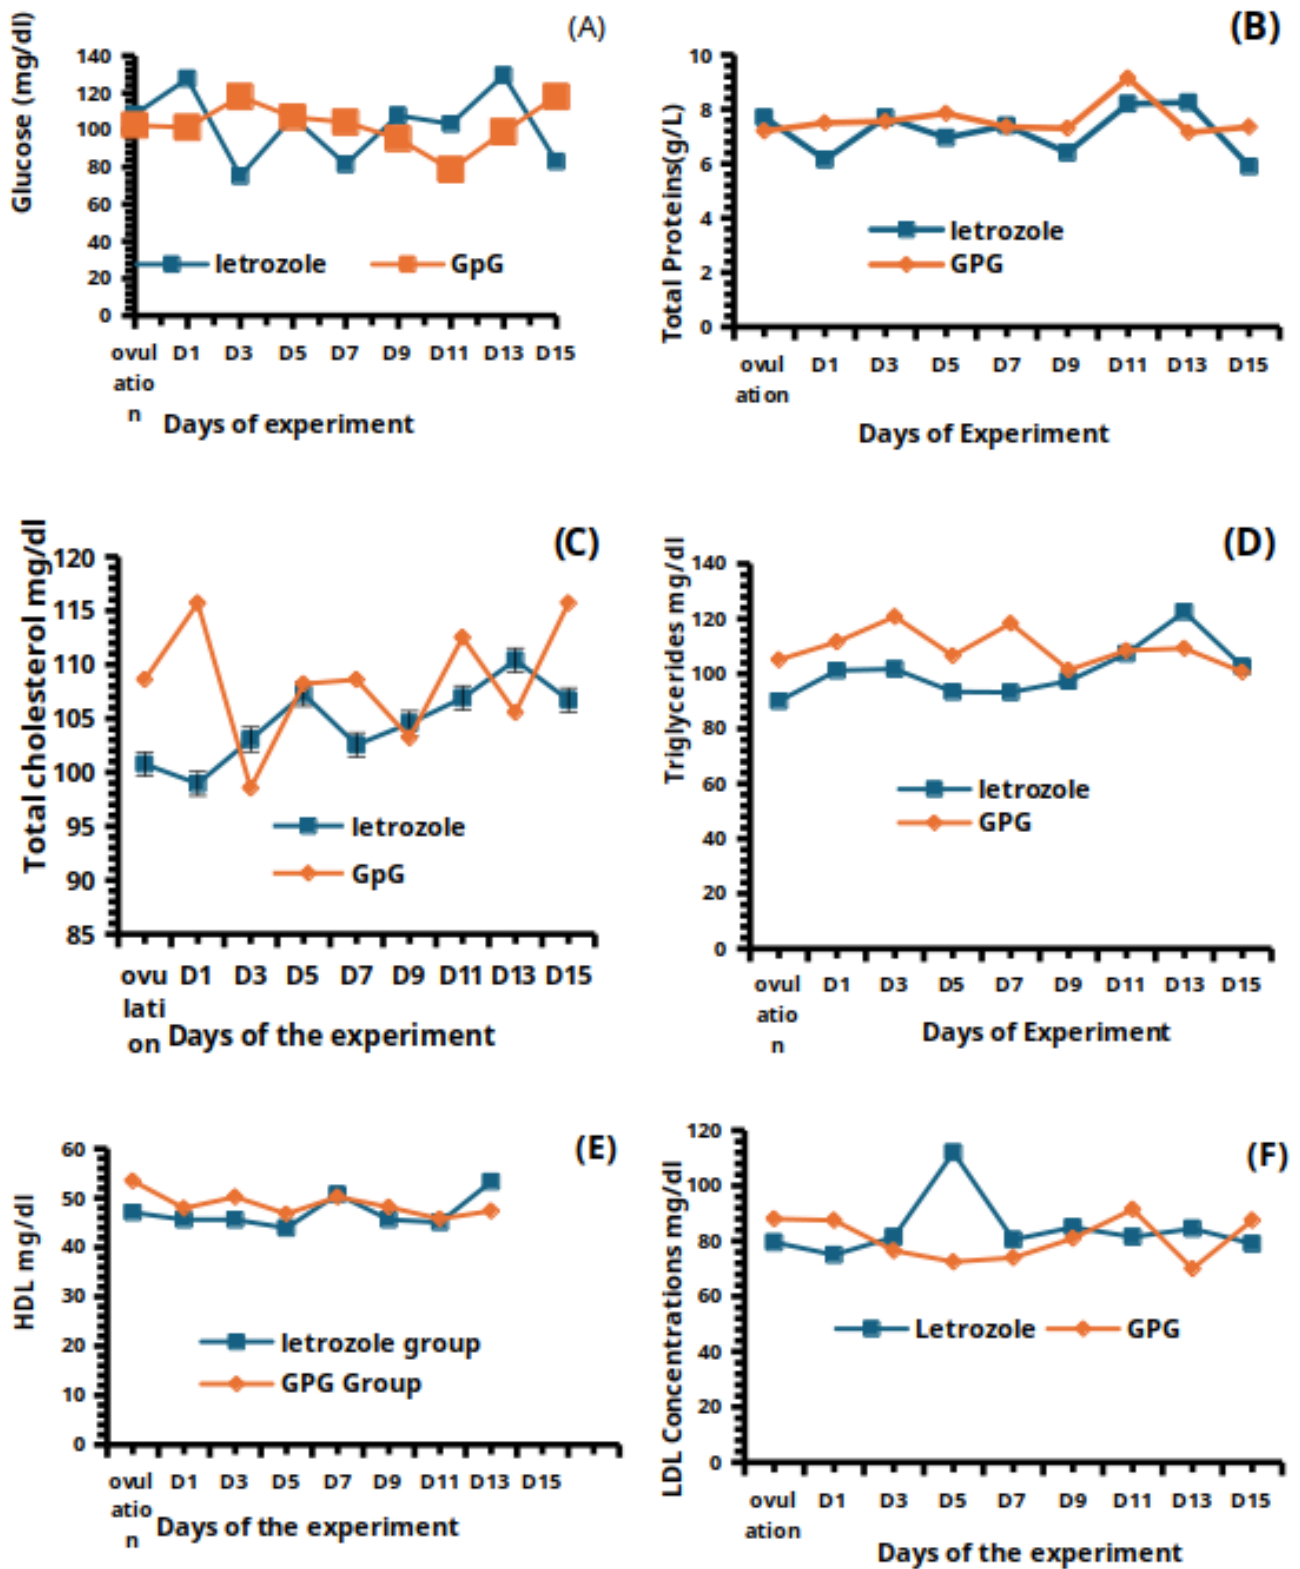 (A)
Glucose (mg/dl)
140
120
100
80
60
40
20
0
letrozole GpG
ovul D1 D3 D5 D7 D9 D11 D13 D15
atio
n
Days of experiment
(B)
Total Proteins(g/L)
10
8
6
4
2
0
letrozole
GPG
ovul D1 D3 D5 D7 D9 D11 D13 D15
ation
Days of Experiment
(C)
Total cholesterol mg/dl
120
115
110
105
100
95
90
85
letrozole
GpG
ovu D1 D3 D5 D7 D9 D11 D13 D15
lati
on
Days of the experiment
(D)
Triglycerides mg/dl
140
120
100
80
60
40
20
0
letrozole
GPG
ovul D1 D3 D5 D7 D9 D11 D13 D15
atio
n
Days of Experiment
(E)
HDL mg/dl
60
50
40
30
20
10
0
letrozole group
GPG Group
ovul D1 D3 D5 D7 D9 D11 D13 D15
atio
n
Days of the experiment
(F)
LDL Concentrations mg/dl
120
100
80
60
40
20
0
Letrozole GPG
ovul D1 D3 D5 D7 D9 D11 D13 D15
ation
Days of the experiment